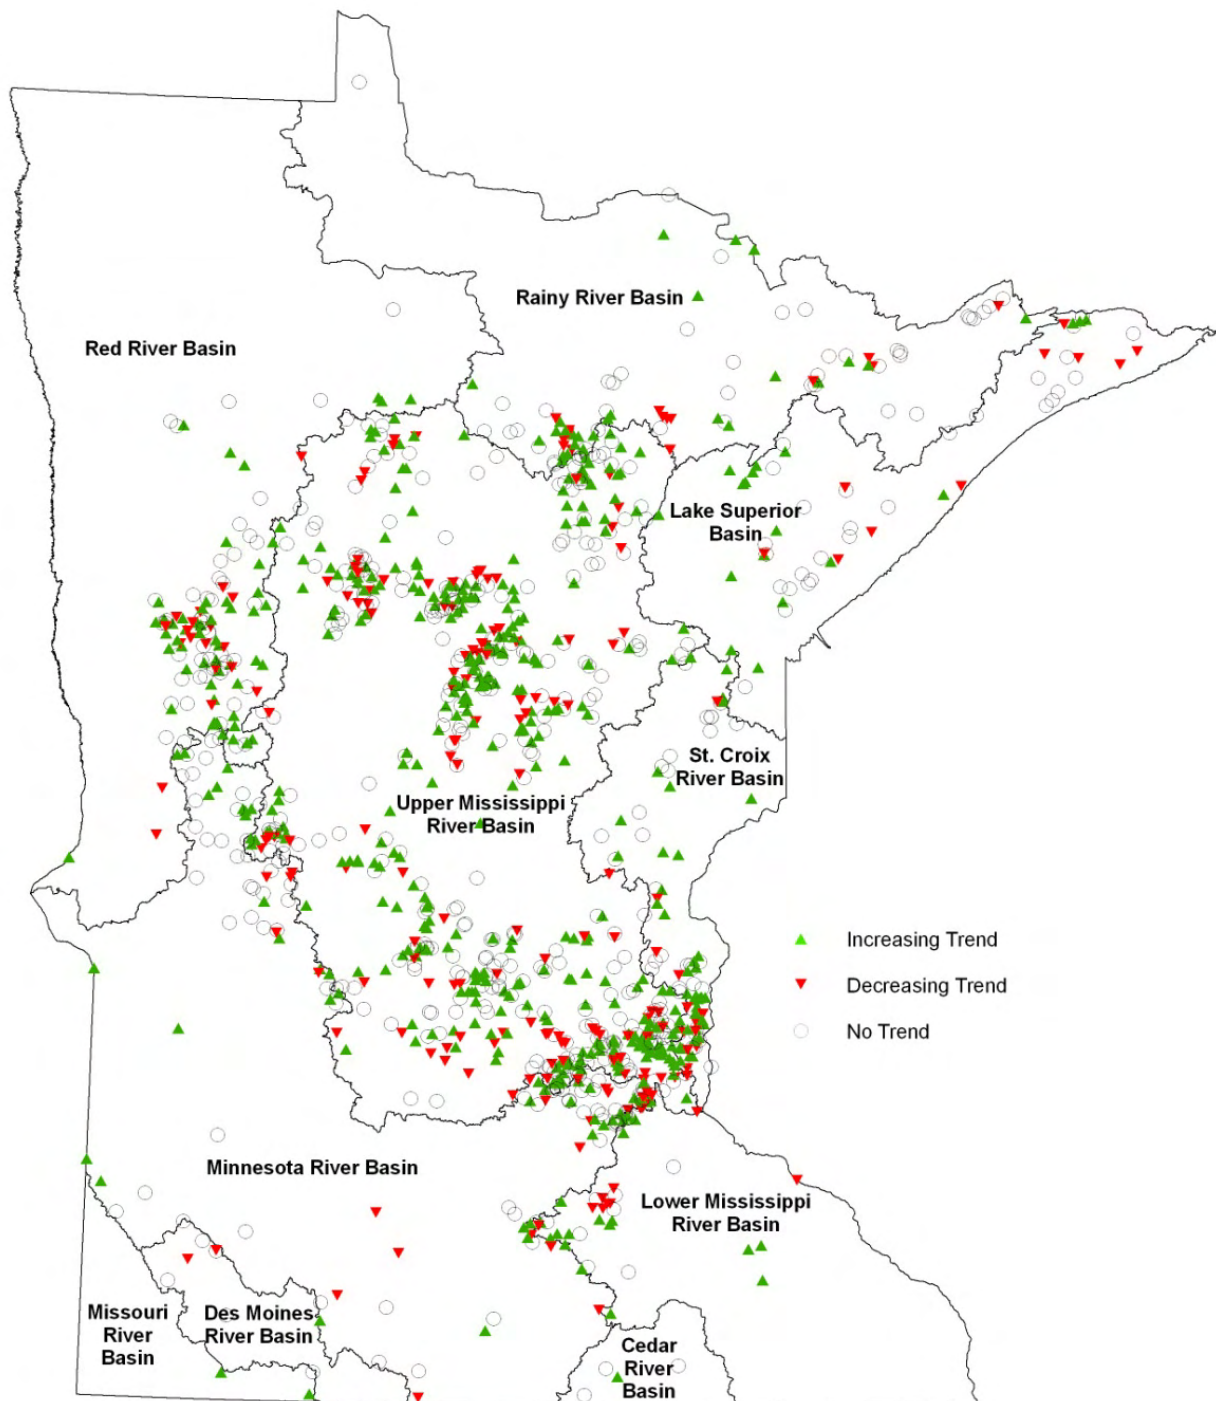 Rainy River Basin
Red River Basin
Lake Superior
Basin
St. Croix
River Basin
Upper Mississippi
River Basin
Increasing Trend
Decreasing Trend
No Trend
Minnesota River Basin
Lower Mississippi
River Basin
Missouri
River
Basin
Des Moines
River Basin
Cedar
River
Basin